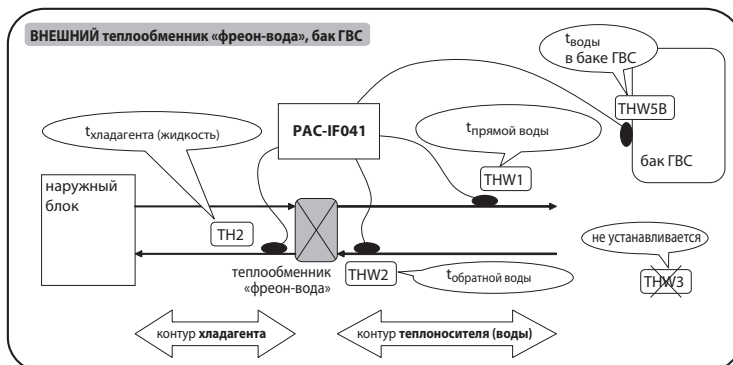 ВНЕШНИЙ теплообменник «фреон-вода», бак ГВС
tводы
в баке ГВС
THW5B
бак ГВС
PAC-IF041
tхладагента (жидкость)
tпрямой воды
THW1
наружный
блок
TH2
теплообменник
«фреон-вода»
THW2
tобратной воды
не устанавливается
THW3
контур хладагента
контур теплоносителя (воды)